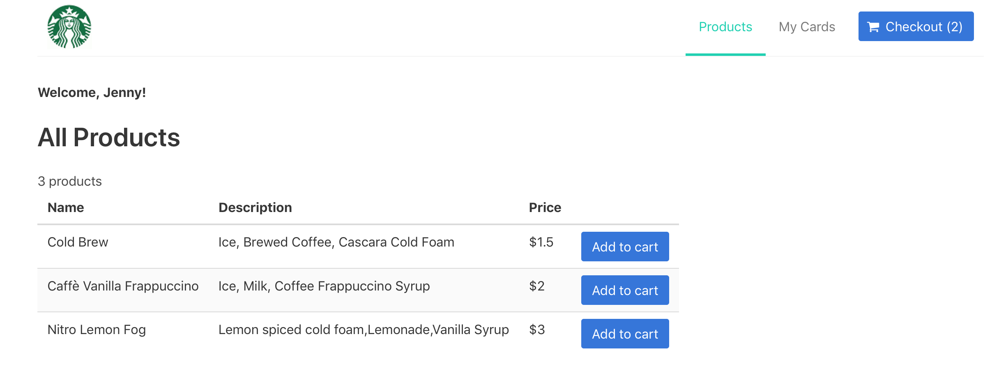 Products My Cards Checkout (2)
Welcome, Jenny!
All Products
3 products
Name Description Price
Cold Brew Ice, Brewed Coffee, Cascara Cold Foam $1.5 Add to cart
Caffè Vanilla Frappuccino Ice, Milk, Coffee Frappuccino Syrup $2 Add to cart
Nitro Lemon Fog Lemon spiced cold foam,Lemonade,Vanilla Syrup $3 Add to cart